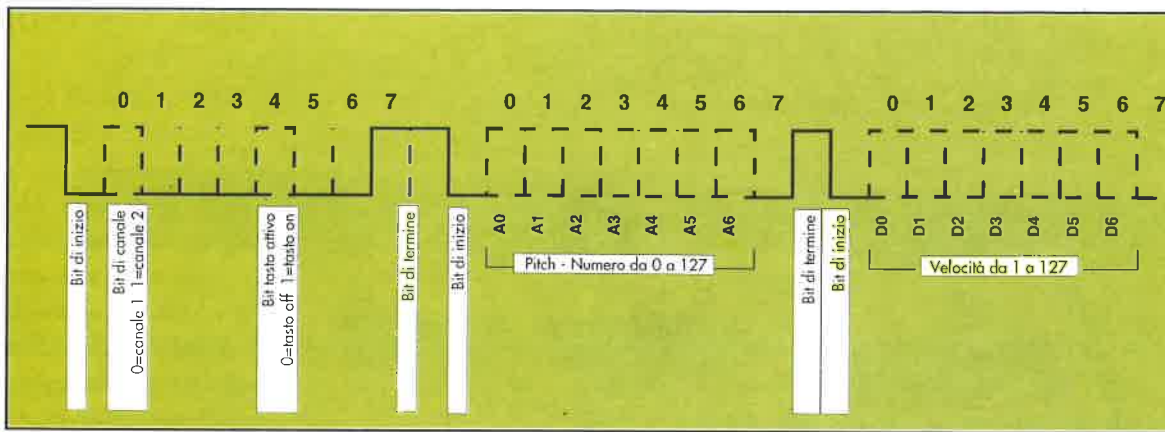 0 1 2 3 4 5 6 7 0 1 2 3 4 5 6 7 0 1 2 3 4 5 6 7
Bit di inizio
Bit di canale
0=canale 1 1=canale 2
Bit tasto attivo
0=tasto off 1=tasto on
Bit di termine
Bit di inizio
A0 A1 A2 A3 A4 A5 A6
Pitch - Numero da 0 a 127
Bit di termine
Bit di inizio
D0 D1 D2 D3 D4 D5 D6
Velocità da 1 a 127